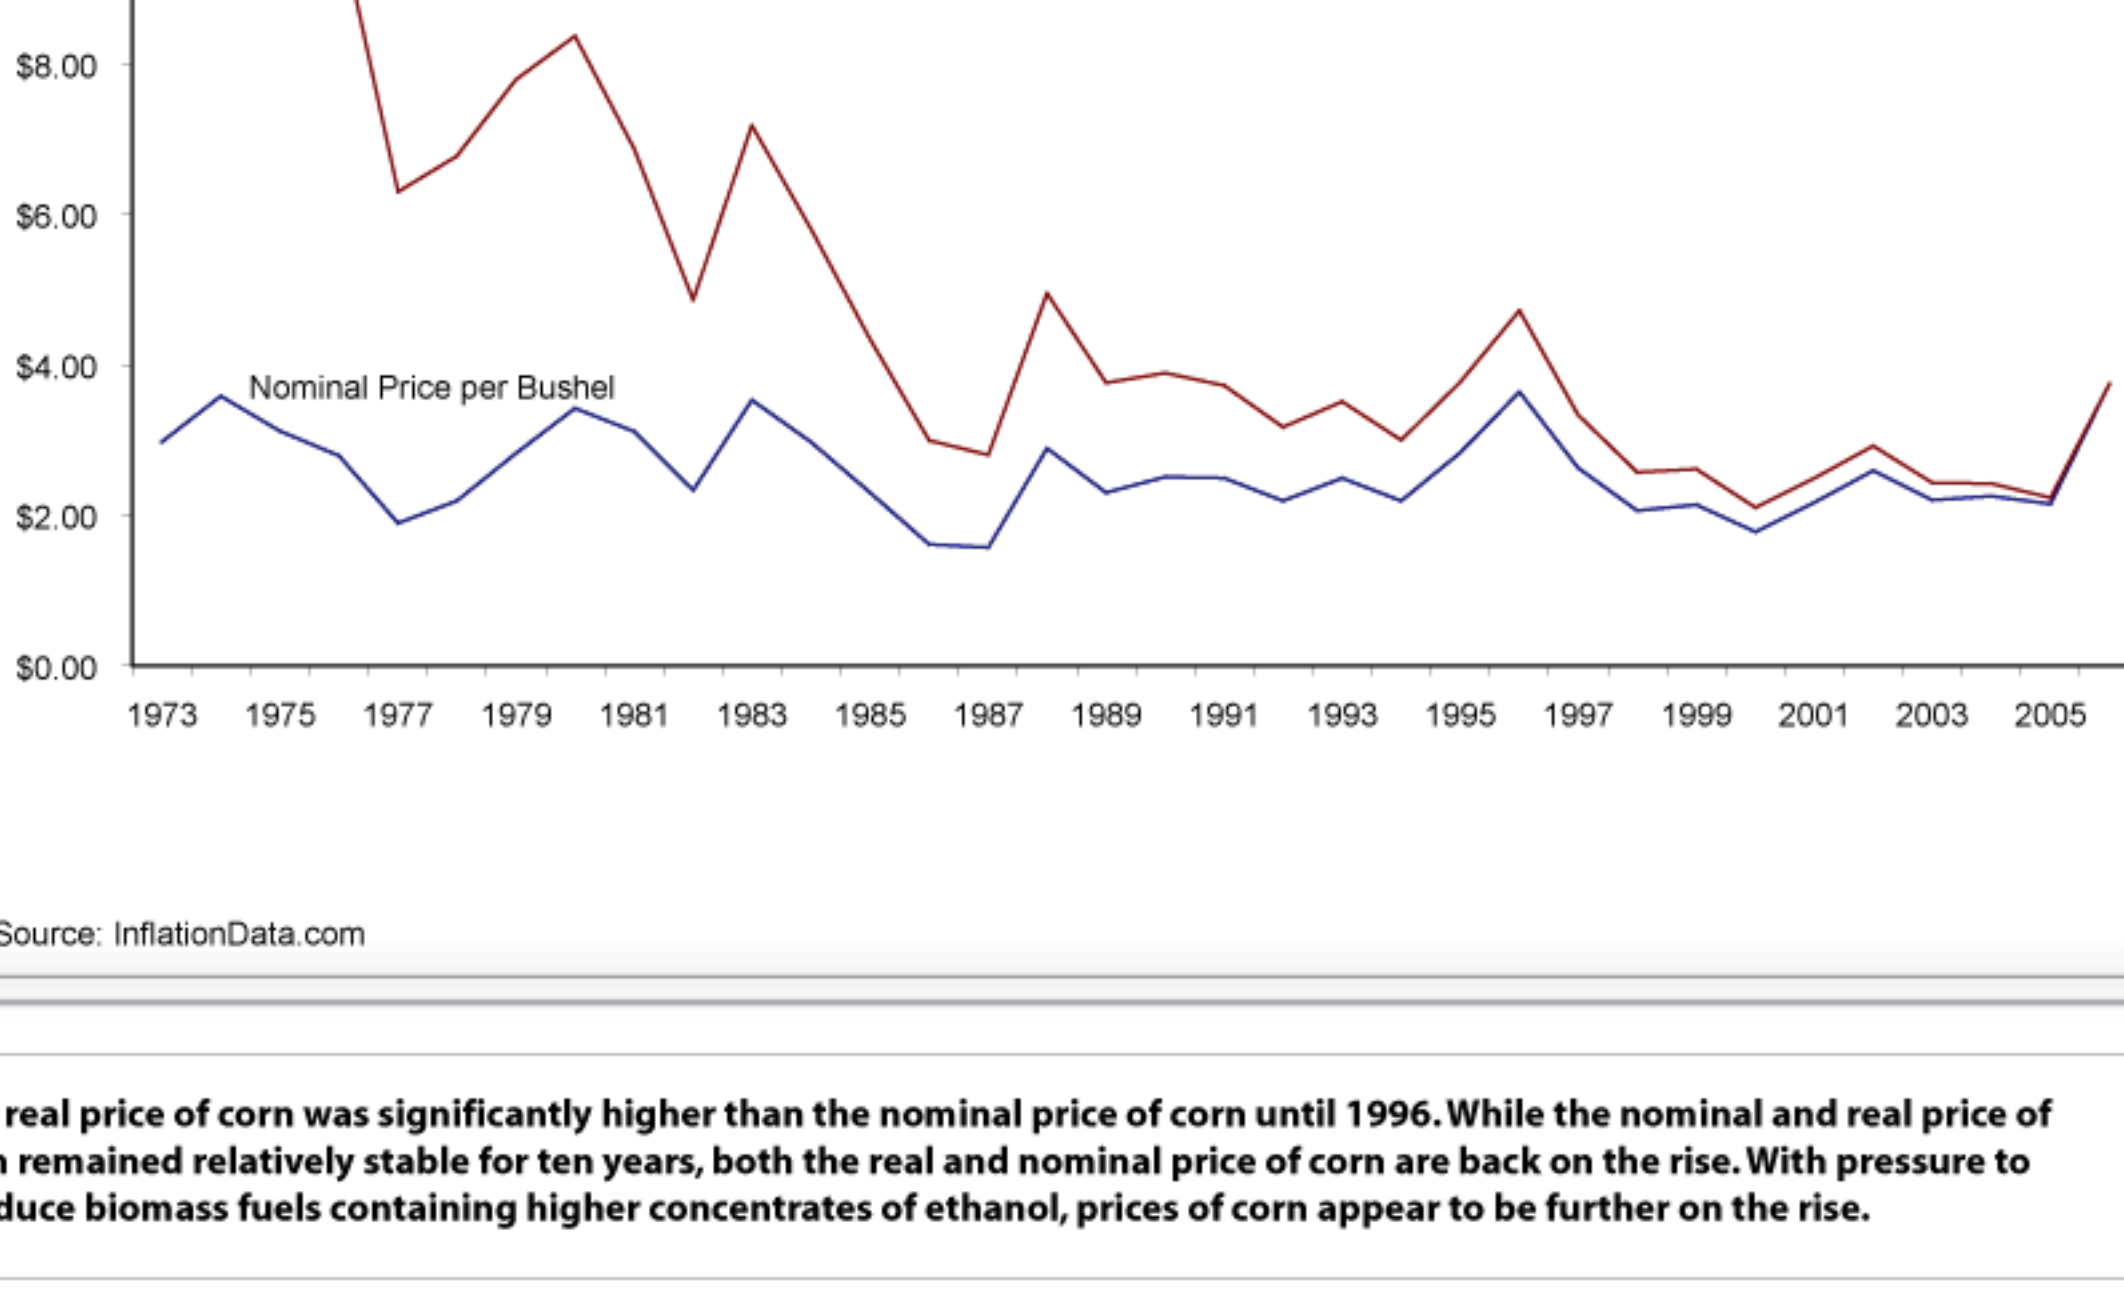 $8.00
$6.00
$4.00
Nominal Price per Bushel
$2.00
$0.00
1973 1975 1977 1979 1981 1983 1985 1987 1989 1991 1993 1995 1997 1999 2001 2003 2005
Source: InflationData.com
real price of corn was significantly higher than the nominal price of corn until 1996. While the nominal and real price of
remained relatively stable for ten years, both the real and nominal price of corn are back on the rise. With pressure to
duce biomass fuels containing higher concentrates of ethanol, prices of corn appear to be further on the rise.